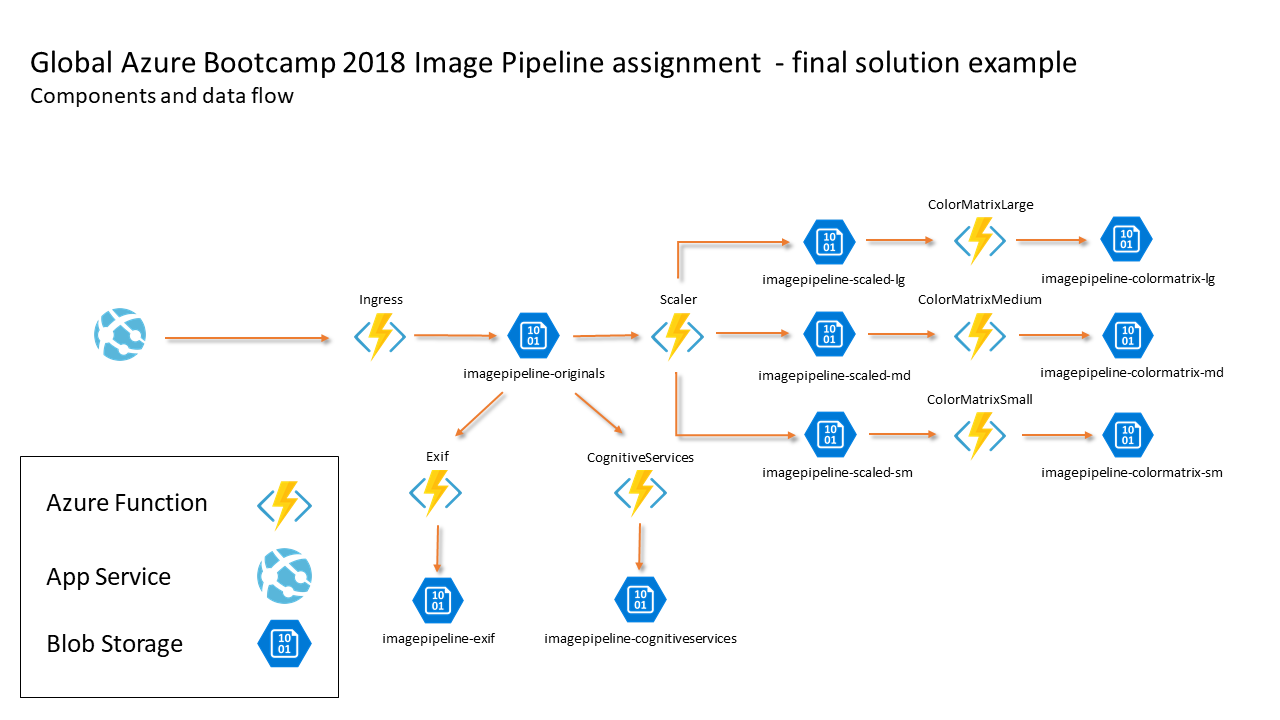 Global Azure Bootcamp 2018 Image Pipeline assignment - final solution example
Components and data flow
ColorMatrixLarge
10
01
10
01
imagepipeline-scaled-lg
imagepipeline-colormatrix-lg
Ingress
Scaler
ColorMatrixMedium
10
01
10
01
10
01
imagepipeline-originals
imagepipeline-scaled-md
imagepipeline-colormatrix-md
ColorMatrixSmall
10
01
10
01
imagepipeline-scaled-sm
imagepipeline-colormatrix-sm
Exif
CognitiveServices
10
01
10
01
imagepipeline-exif
imagepipeline-cognitiveservices
Azure Function
App Service
Blob Storage
10
01